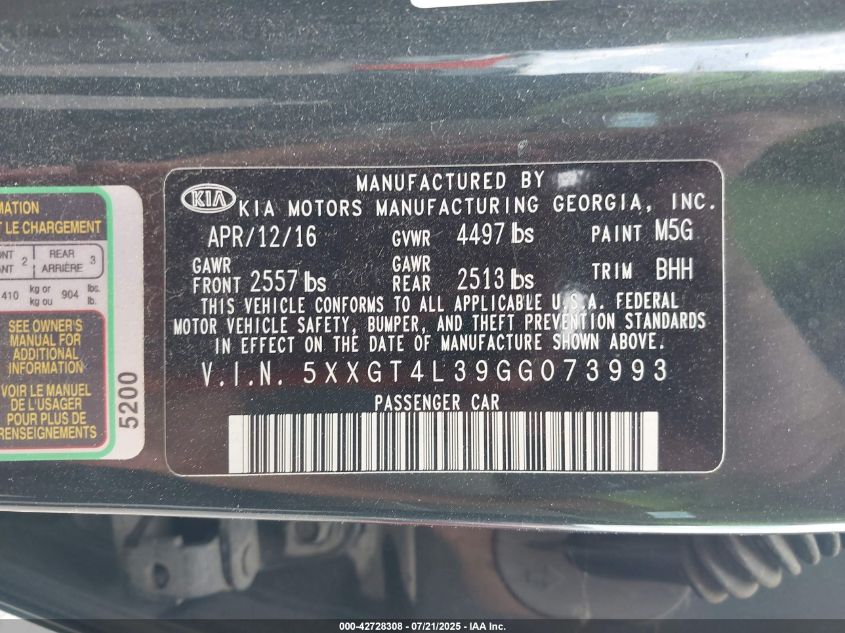 MANUFACTURED BY
KIA
KIA MOTORS MANUFACTURING GEORGIA, INC.
APR/12/16 GVWR 4497 lbs PAINT M5G
GAWR FRONT 2557 lbs GAWR REAR 2513 lbs TRIM BHH
THIS VEHICLE CONFORMS TO ALL APPLICABLE U.S.A. FEDERAL
MOTOR VEHICLE SAFETY, BUMPER, AND THEFT PREVENTION STANDARDS
IN EFFECT ON THE DATE OF MANUFACTURE SHOWN ABOVE.
V.I.N. 5XXGT4L39GG073993
PASSENGER CAR
LE CHARGEMENT
2 REAR ARRIÈRE 3
410 kg or kg ou 904 lbs. lb.
SEE OWNER'S
MANUAL FOR
ADDITIONAL
INFORMATION
VOIR LE MANUEL
DE L'USAGER
POUR PLUS DE
RENSEIGNEMENTS
5200
000-42728308 - 07/21/2025 - IAA Inc.